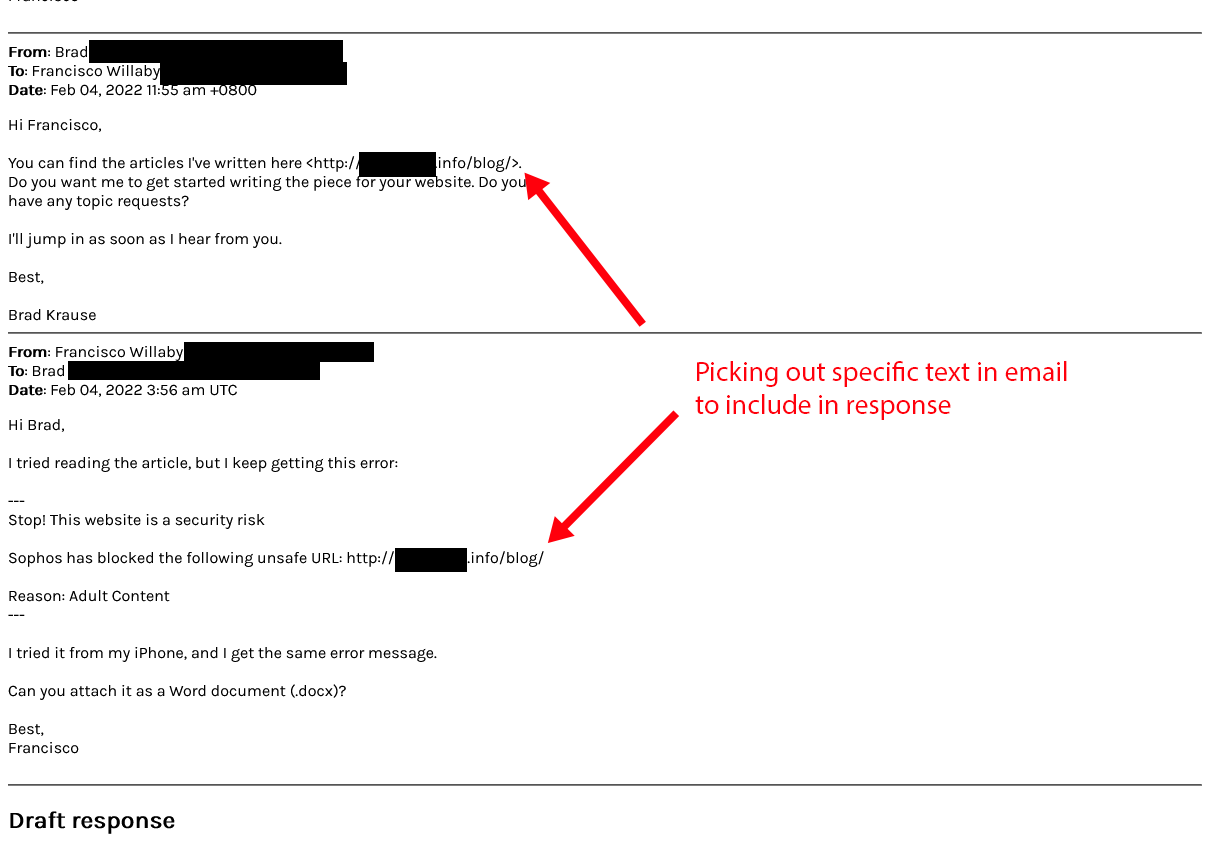 From: Brad
To: Francisco Willaby
Date: Feb 04, 2022 11:55 am +0800
Hi Francisco,
You can find the articles I've written here <http:// .info/blog/>.
Do you want me to get started writing the piece for your website. Do you
have any topic requests?
I'll jump in as soon as I hear from you.
Best,
Brad Krause
From: Francisco Willaby
To: Brad
Date: Feb 04, 2022 3:56 am UTC
Picking out specific text in email
to include in response
Hi Brad,
I tried reading the article, but I keep getting this error:
---
Stop! This website is a security risk
Sophos has blocked the following unsafe URL: http:// .info/blog/
Reason: Adult Content
---
I tried it from my iPhone, and I get the same error message.
Can you attach it as a Word document (.docx)?
Best,
Francisco
Draft response